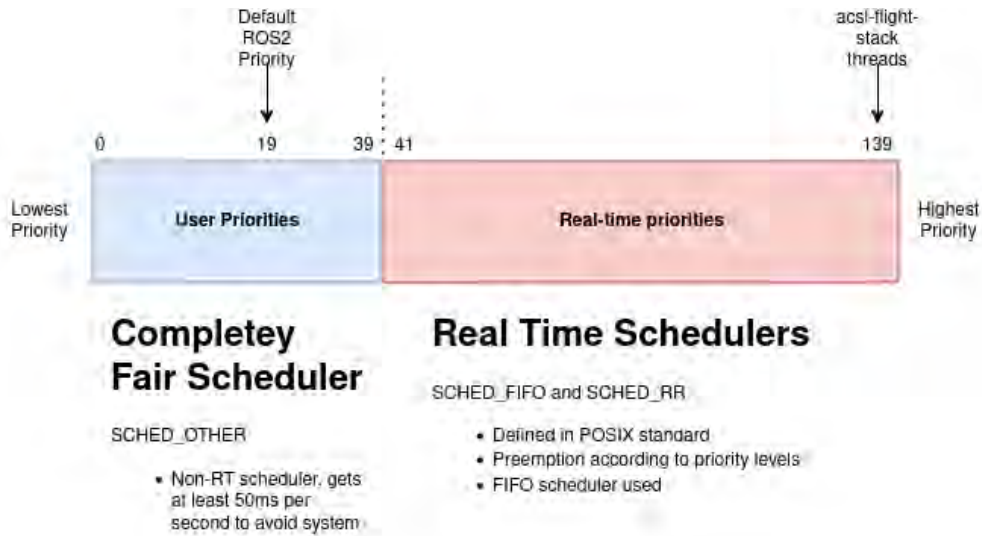 Default
ROS2
Priority
acsl-flight-
stack
threads
0
19
39
41
139
Lowest
Priority
User Priorities
Real-time priorities
Highest
Priority
Completey
Fair Scheduler
Real Time Schedulers
SCHED_OTHER
SCHED_FIFO and SCHED_RR
• Non-RT scheduler, gets
at least 50ms per
second to avoid system
• Defined in POSIX standard
• Preemption according to priority levels
• FIFO scheduler used